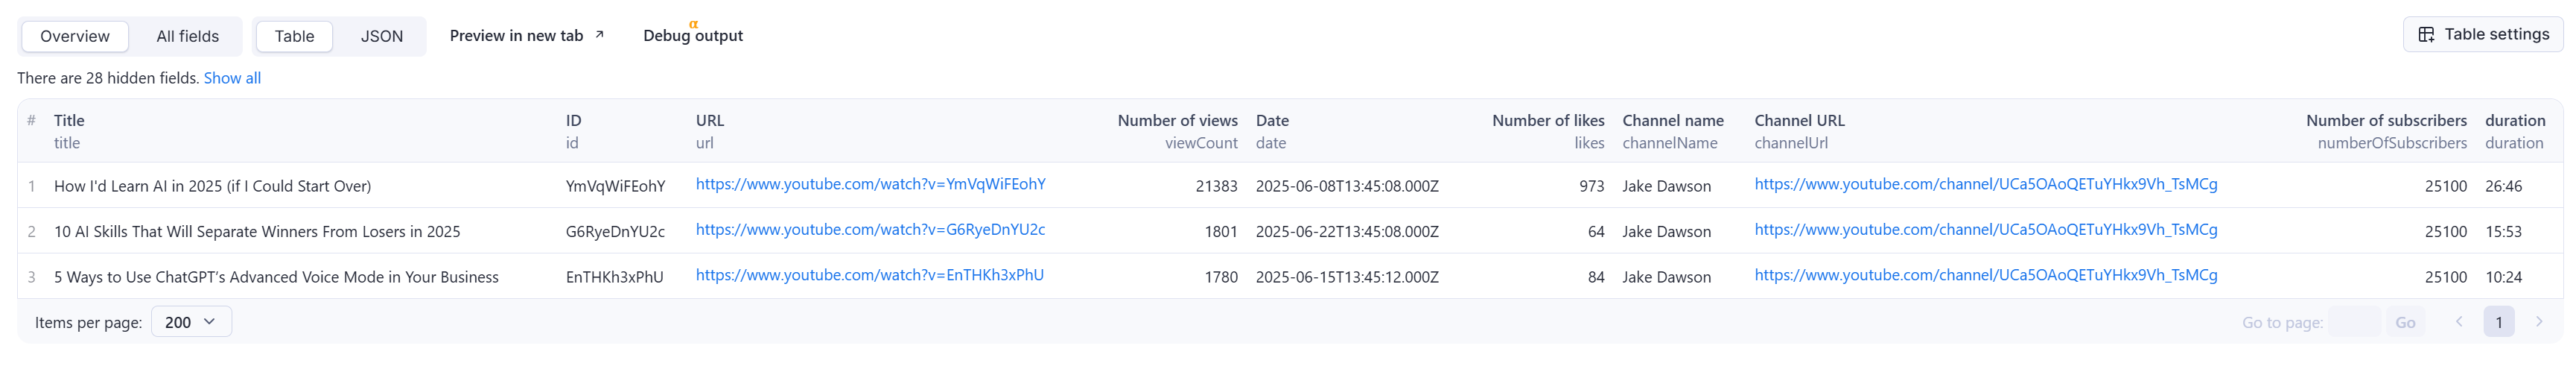 Overview All fields Table JSON Preview in new tab ↗ Debug output α Table settings
There are 28 hidden fields. Show all
# Title ID URL Number of views Date Number of likes Channel name Channel URL Number of subscribers duration
title id url viewCount date likes channelName channelUrl numberOfSubscribers duration
1 How I'd Learn AI in 2025 (if I Could Start Over) YmVqWiFEohY https://www.youtube.com/watch?v=YmVqWiFEohY 21383 2025-06-08T13:45:08.000Z 973 Jake Dawson https://www.youtube.com/channel/UCa5OAoQETuYHkx9Vh_TsMCg 25100 26:46
2 10 AI Skills That Will Separate Winners From Losers in 2025 G6RyeDnYU2c https://www.youtube.com/watch?v=G6RyeDnYU2c 1801 2025-06-22T13:45:08.000Z 64 Jake Dawson https://www.youtube.com/channel/UCa5OAoQETuYHkx9Vh_TsMCg 25100 15:53
3 5 Ways to Use ChatGPT's Advanced Voice Mode in Your Business EnTHKh3xPhU https://www.youtube.com/watch?v=EnTHKh3xPhU 1780 2025-06-15T13:45:12.000Z 84 Jake Dawson https://www.youtube.com/channel/UCa5OAoQETuYHkx9Vh_TsMCg 25100 10:24
Items per page: 200 Go to page: Go 1